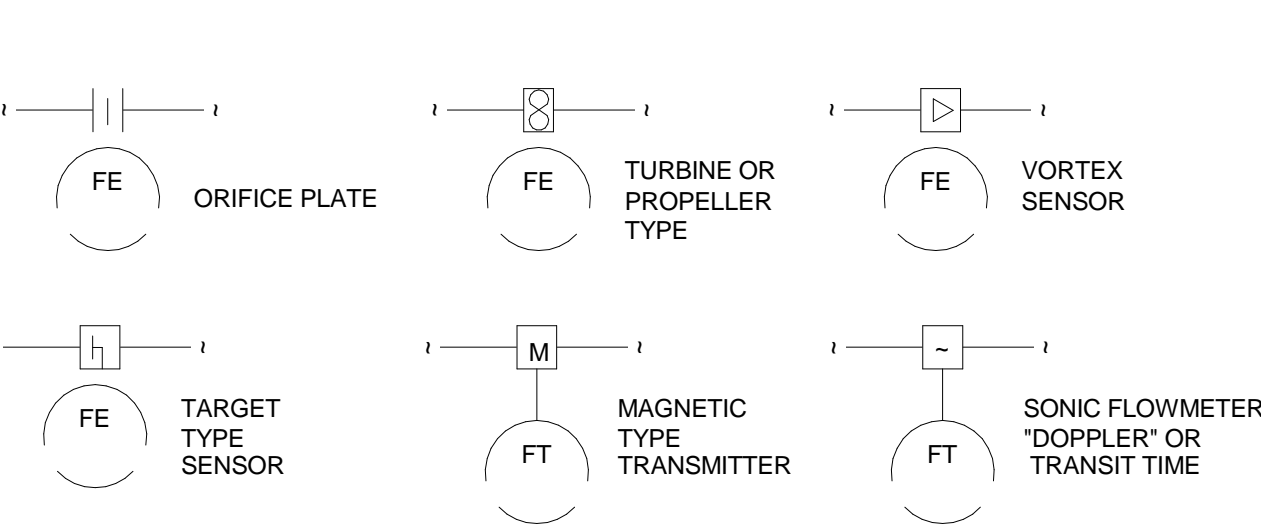 FE
ORIFICE PLATE
FE
TURBINE OR
PROPELLER
TYPE
FE
VORTEX
SENSOR
FE
TARGET
TYPE
SENSOR
M
FT
MAGNETIC
TYPE
TRANSMITTER
~
FT
SONIC FLOWMETER
"DOPPLER" OR
TRANSIT TIME